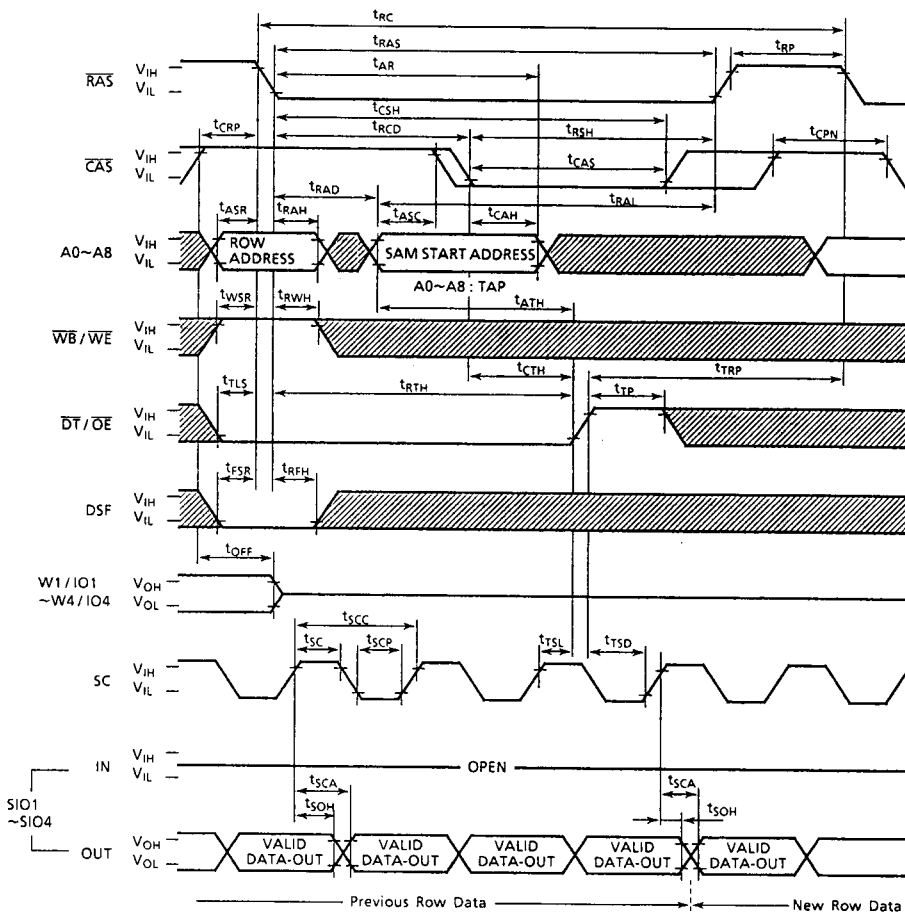 tRC
tRAS
tRP
tAR
RAS
VIH
VIL
tCSH
tCRP
tRCD
tRSH
tCPN
CAS
VIH
VIL
tCAS
tRAD
tRAL
tASR
tRAH
tASC
tCAH
A0~A8
VIH
VIL
ROW ADDRESS
SAM START ADDRESS
A0~A8 : TAP
tATH
tWSR
tRWH
WB / WE
VIH
VIL
tCTH
tTRP
tTLS
tRTH
tTP
DT / OE
VIH
VIL
tFSR
tRFH
DSF
VIH
VIL
tOFF
W1 / IO1
~W4 / IO4
VOH
VOL
tSCC
tSC
tSCP
tTSL
tTSD
SC
VIH
VIL
IN
VIH
VIL
OPEN
SIO1
~SIO4
tSCA
tSOH
tSCA
tSOH
OUT
VOH
VOL
VALID DATA-OUT
VALID DATA-OUT
VALID DATA-OUT
VALID DATA-OUT
VALID DATA-OUT
Previous Row Data
New Row Data